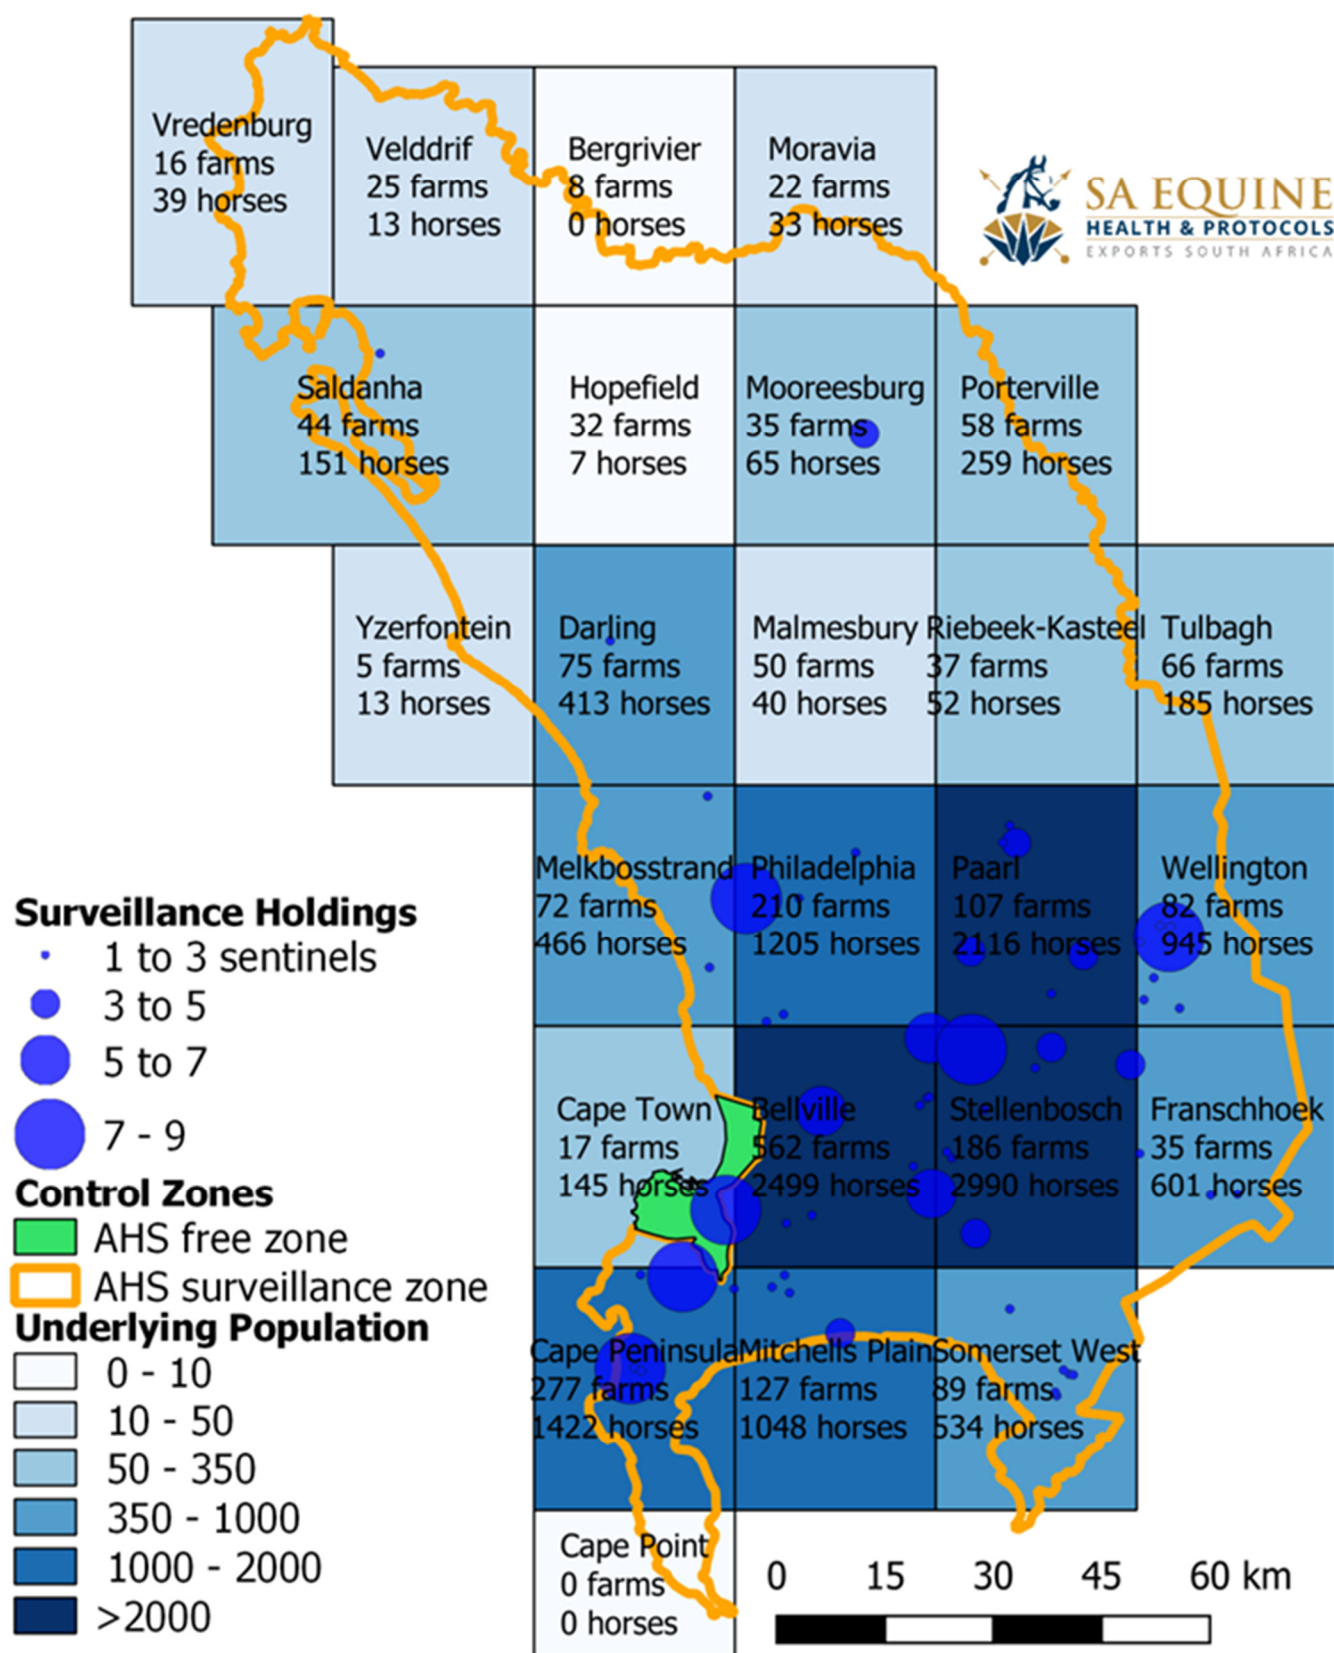 Vredenburg
16 farms
39 horses
Velddrif
25 farms
13 horses
Bergrivier
8 farms
0 horses
Moravia
22 farms
33 horses
SA EQUINE
HEALTH & PROTOCOLS
EXPORTS SOUTH AFRICA
Saldanha
44 farms
151 horses
Hopefield
32 farms
7 horses
Mooreesburg
35 farms
65 horses
Porterville
58 farms
259 horses
Yzerfontein
5 farms
13 horses
Darling
75 farms
413 horses
Malmesbury
50 farms
40 horses
Riebeek-Kasteel
37 farms
52 horses
Tulbagh
66 farms
185 horses
Melkbosstrand
72 farms
466 horses
Philadelphia
210 farms
1205 horses
Paarl
107 farms
2116 horses
Wellington
82 farms
945 horses
Cape Town
17 farms
145 horses
Bellville
562 farms
2499 horses
Stellenbosch
186 farms
2990 horses
Franschhoek
35 farms
601 horses
Cape Peninsula
277 farms
1422 horses
Mitchells Plain
127 farms
1048 horses
Somerset West
89 farms
534 horses
Cape Point
0 farms
0 horses
Surveillance Holdings
1 to 3 sentinels
3 to 5
5 to 7
7 - 9
Control Zones
AHS free zone
AHS surveillance zone
Underlying Population
0 - 10
10 - 50
50 - 350
350 - 1000
1000 - 2000
>2000
0 15 30 45 60 km